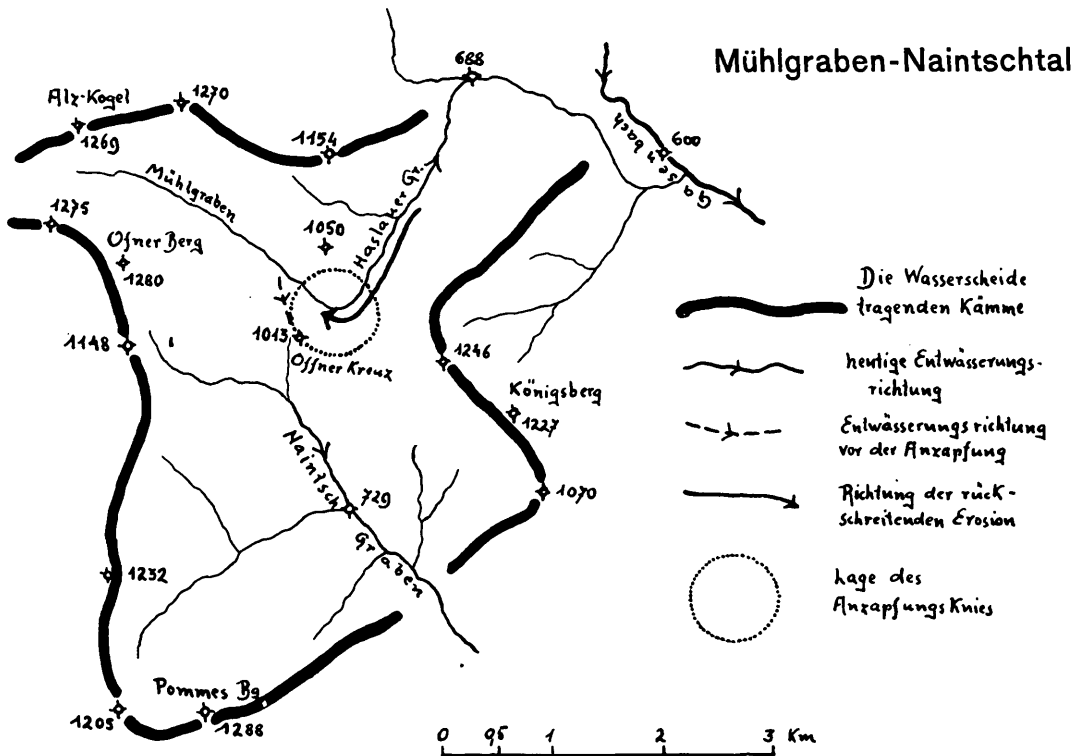 Mühlgraben-Naintschtal
688
1270
Alz-Kogel
1269
1154
Mühlgraben
Haslaker Gr.
600
Gasenbach
1275
Ofner Berg
1280
1050
1148
1013
Offner Kreuz
1246
Königsberg
1227
1070
Naintsch
Graben
729
1232
Pommes Bg
1205
1288
Die Wasserscheide
tragenden Kämme
heutige Entwässerungs-
richtung
Entwässerungsrichtung
vor der Anzapfung
Richtung der rück-
schreitenden Erosion
Lage des
Anzapfungsknies
0 0,5 1 2 3 Km